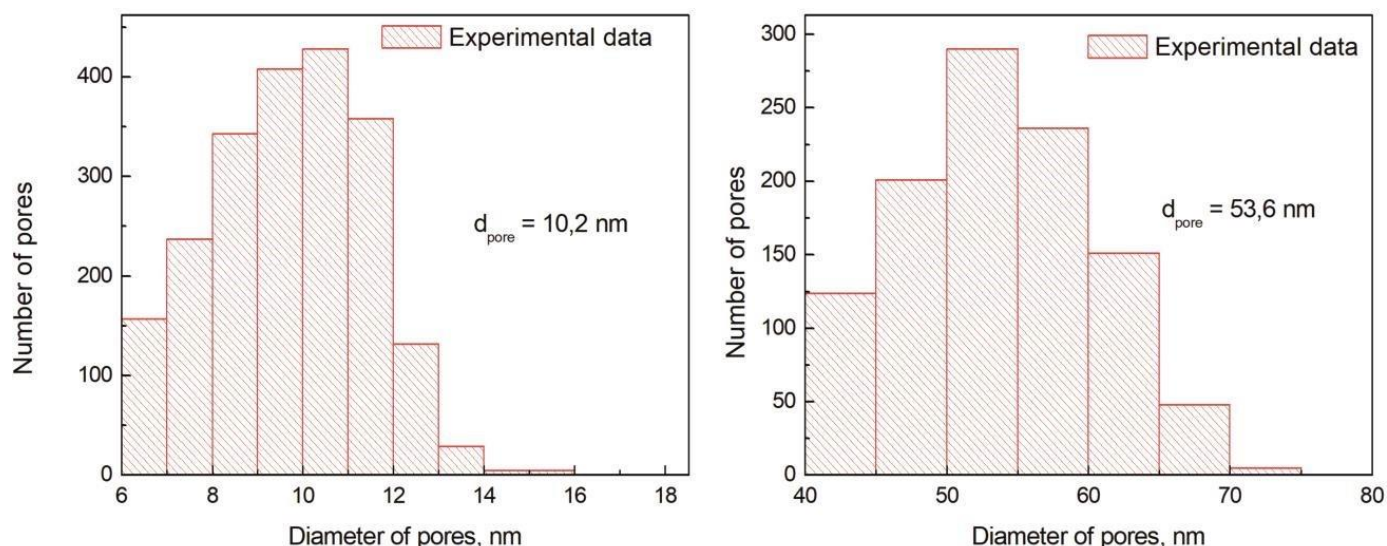 Experimental data
400
300
200
100
0
Number of pores
d_pore = 10,2 nm
6 8 10 12 14 16 18
Diameter of pores, nm
Experimental data
300
250
200
150
100
50
0
Number of pores
d_pore = 53,6 nm
40 50 60 70 80
Diameter of pores, nm